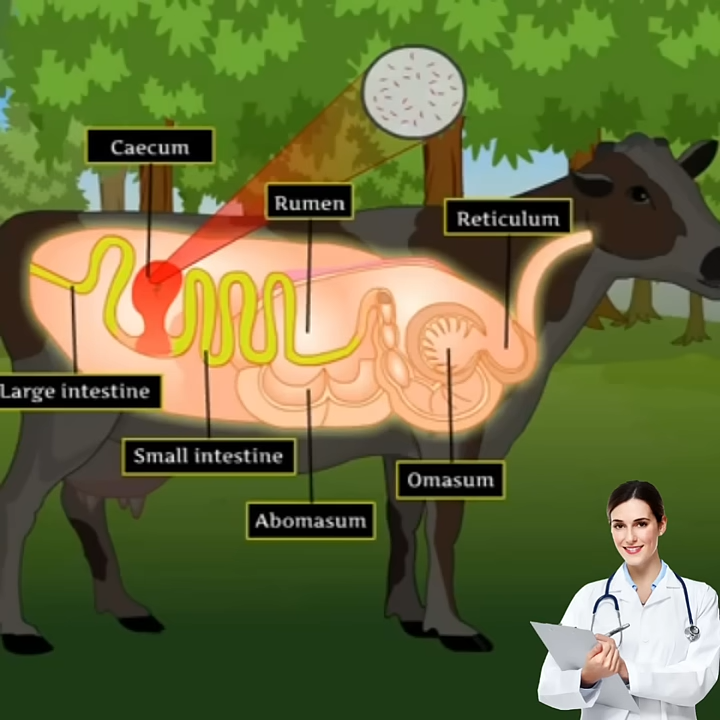 Caecum
Rumen
Reticulum
Large intestine
Small intestine
Omasum
Abomasum